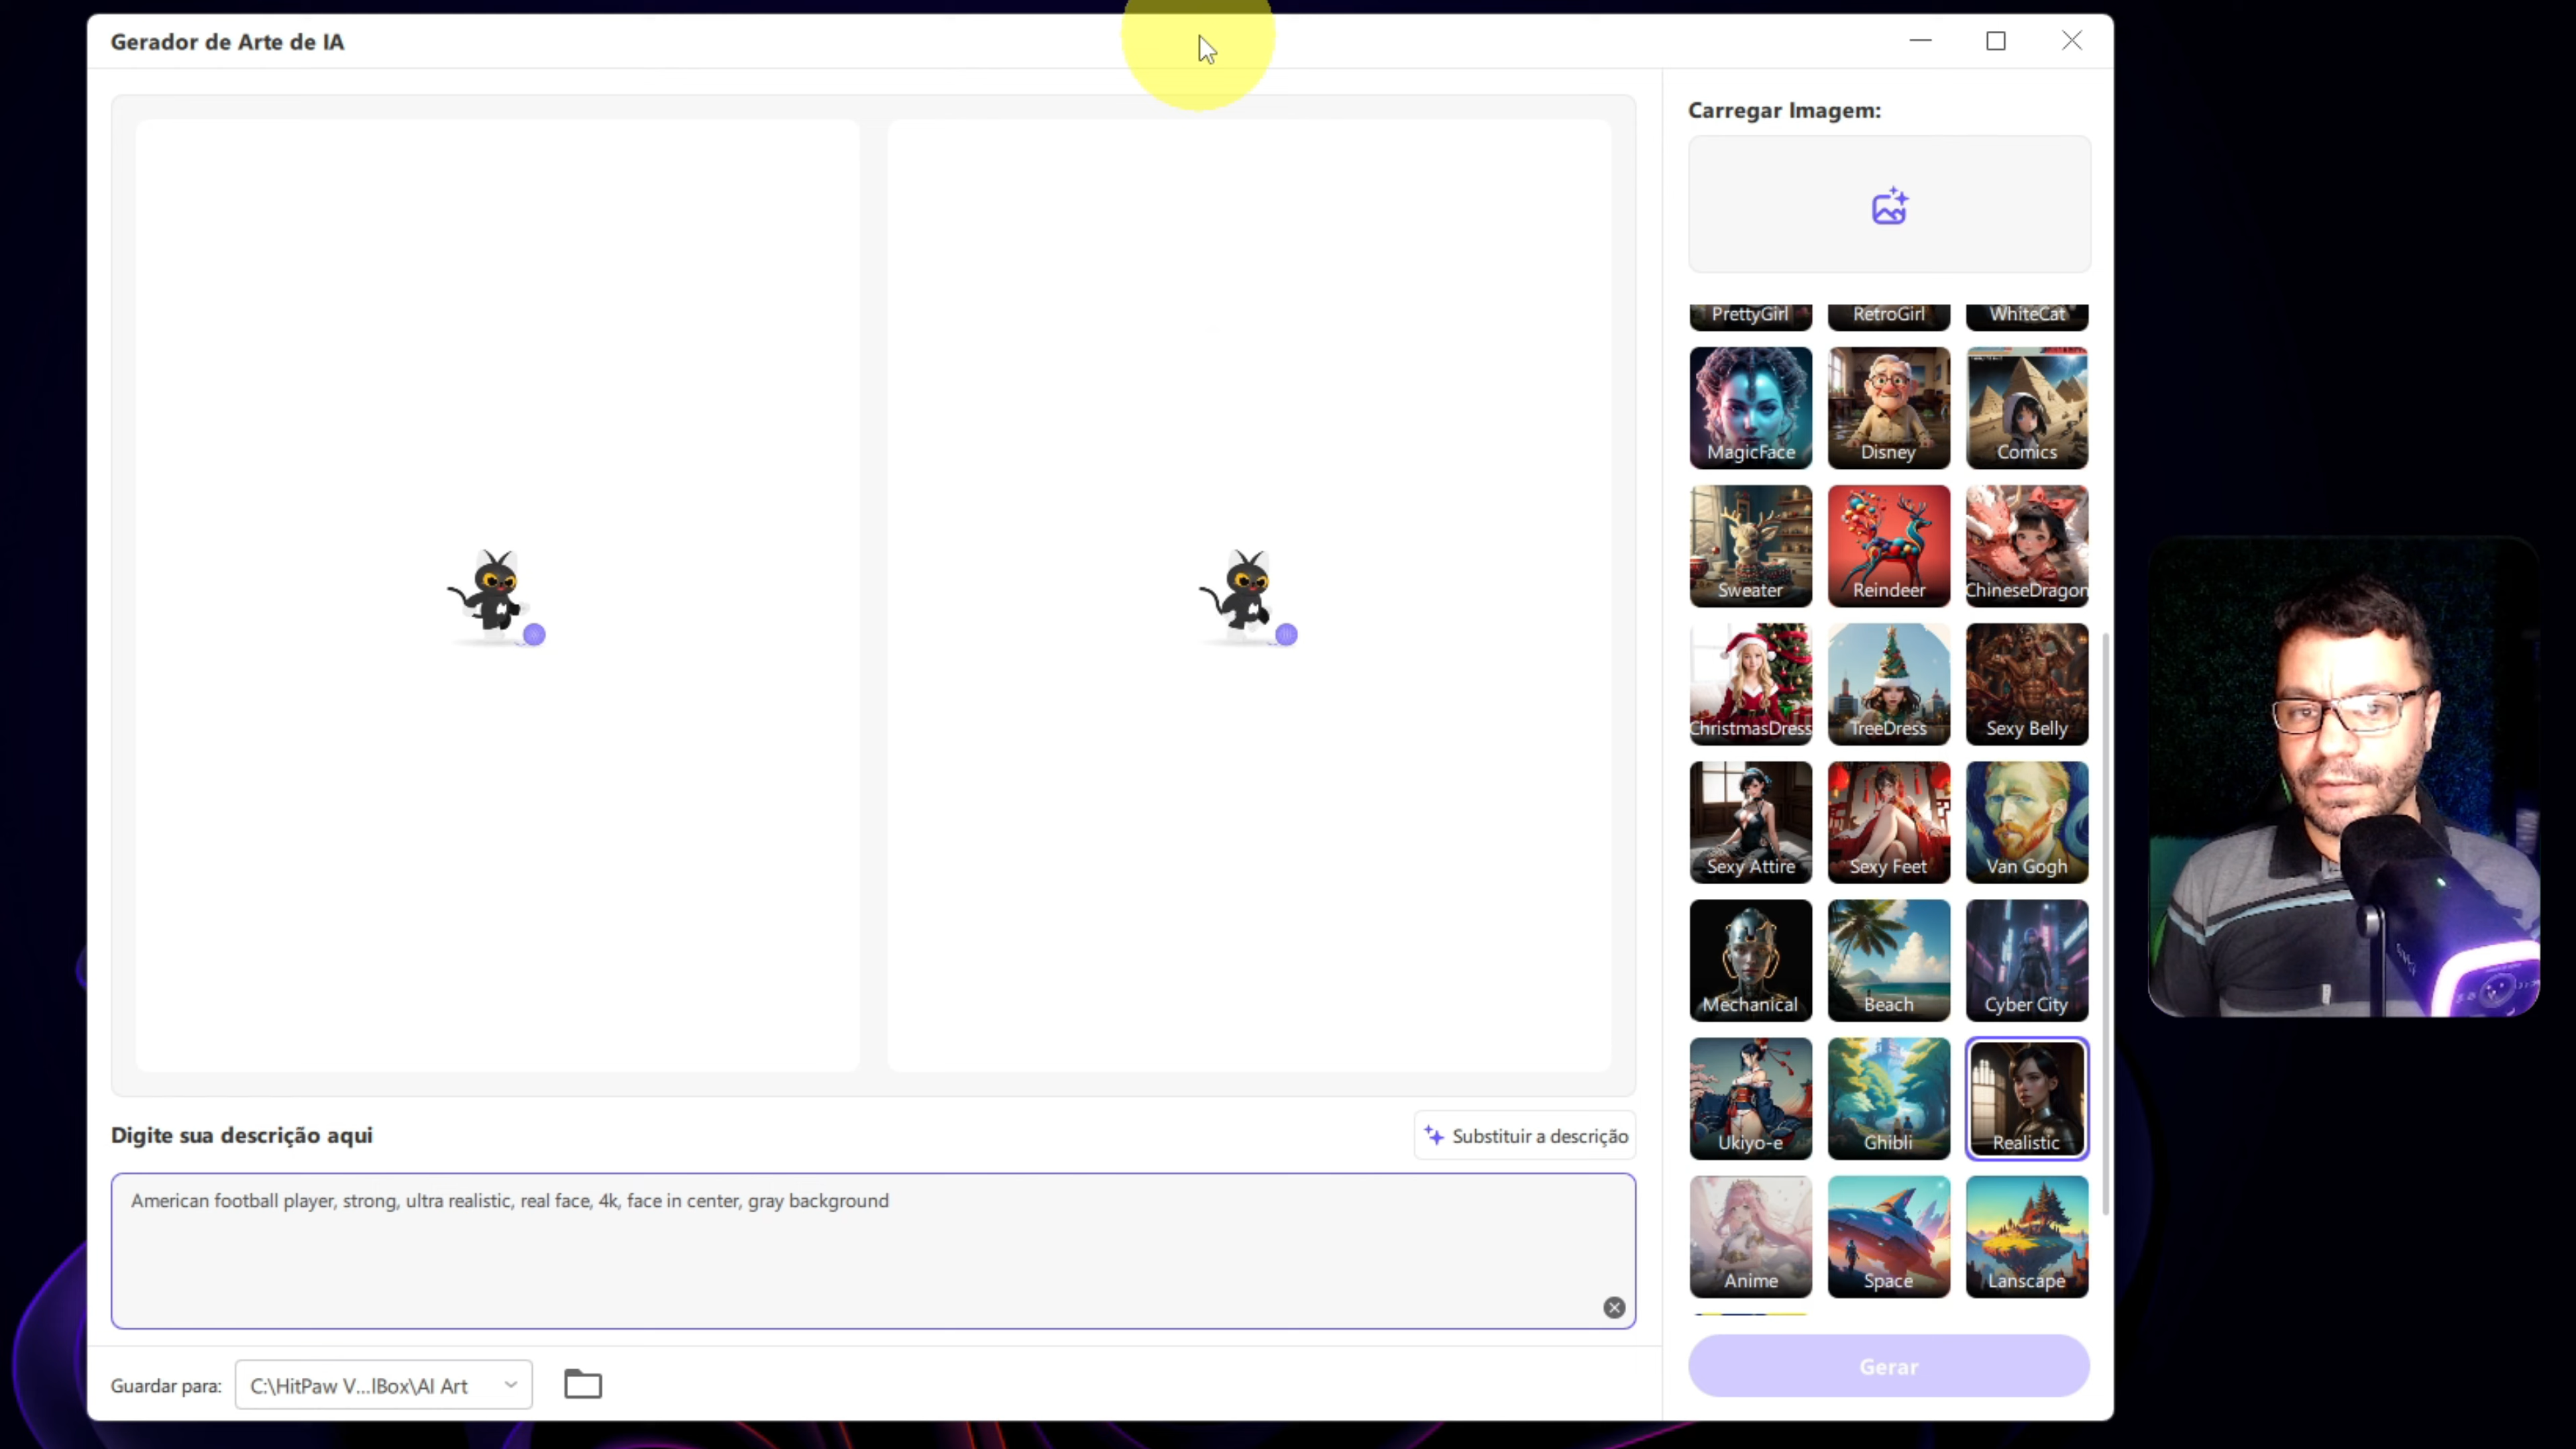 Gerador de Arte de IA
Carregar Imagem:
PrettyGirl RetroGirl WhiteCat
MagicFace Disney Comics
Sweater Reindeer ChineseDragon
ChristmasDress TreeDress Sexy Belly
Sexy Attire Sexy Feet Van Gogh
Mechanical Beach Cyber City
Ukiyo-e Ghibli Realistic
Anime Space Lanscape
Gerar
Digite sua descrição aqui
Substituir a descrição
American football player, strong, ultra realistic, real face, 4k, face in center, gray background
Guardar para: C:\HitPaw V...lBox\AI Art